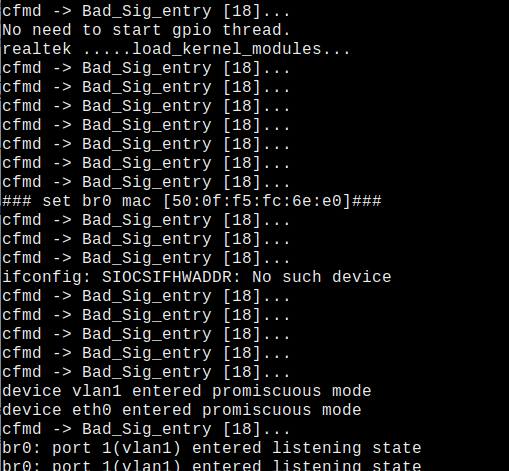 cfmd -> Bad_Sig_entry [18]...
No need to start gpio thread.
realtek .....load_kernel_modules...
cfmd -> Bad_Sig_entry [18]...
cfmd -> Bad_Sig_entry [18]...
cfmd -> Bad_Sig_entry [18]...
cfmd -> Bad_Sig_entry [18]...
cfmd -> Bad_Sig_entry [18]...
cfmd -> Bad_Sig_entry [18]...
cfmd -> Bad_Sig_entry [18]...
### set br0 mac [50:0f:f5:fc:6e:e0]###
cfmd -> Bad_Sig_entry [18]...
cfmd -> Bad_Sig_entry [18]...
cfmd -> Bad_Sig_entry [18]...
ifconfig: SIOCSIFHWADDR: No such device
cfmd -> Bad_Sig_entry [18]...
cfmd -> Bad_Sig_entry [18]...
cfmd -> Bad_Sig_entry [18]...
cfmd -> Bad_Sig_entry [18]...
cfmd -> Bad_Sig_entry [18]...
device vlan1 entered promiscuous mode
device eth0 entered promiscuous mode
cfmd -> Bad_Sig_entry [18]...
br0: port 1(vlan1) entered listening state
br0: port 1(vlan1) entered listening state